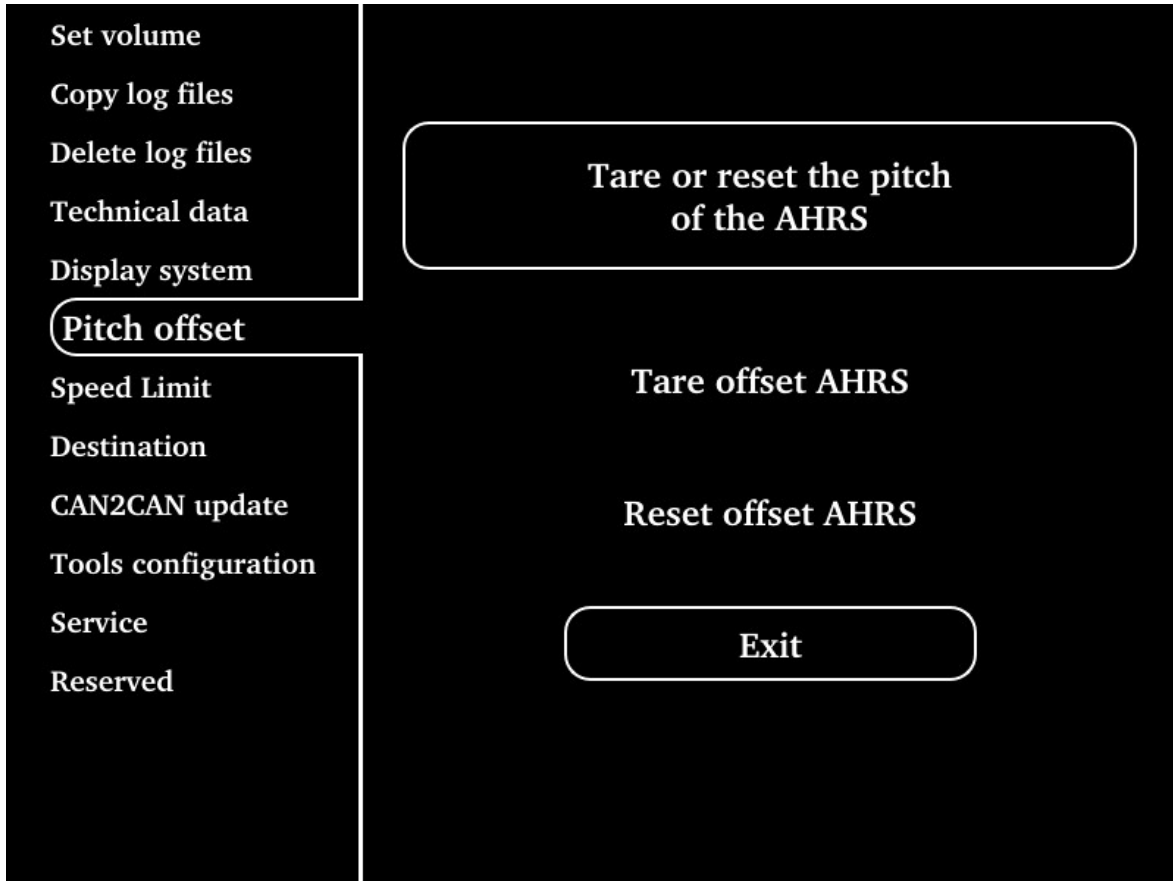 Set volume
Copy log files
Delete log files
Technical data
Display system
Pitch offset
Speed Limit
Destination
CAN2CAN update
Tools configuration
Service
Reserved
Tare or reset the pitch
of the AHRS
Tare offset AHRS
Reset offset AHRS
Exit